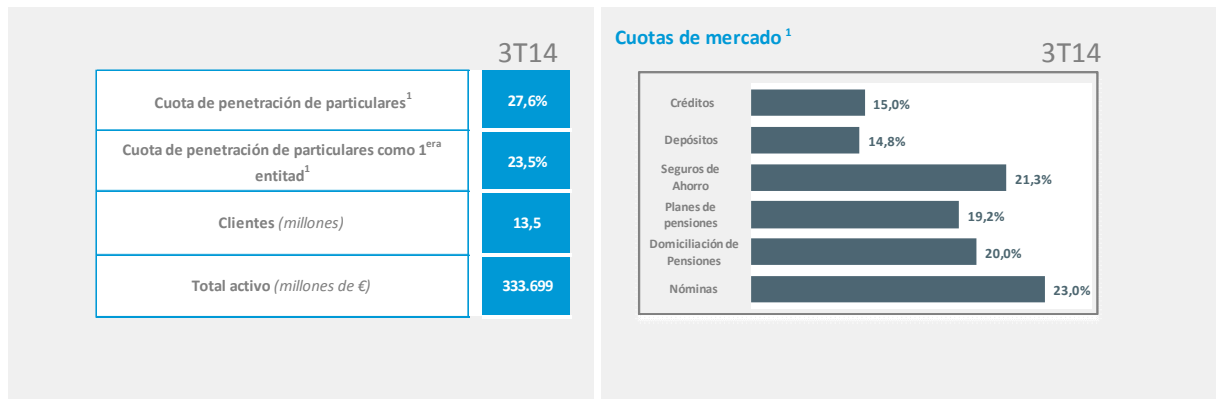 3T14
Cuota de penetración de particulares1
27,6%
Cuota de penetración de particulares como 1era
entidad1
23,5%
Clientes (millones)
13,5
Total activo (millones de €)
333.699
Cuotas de mercado 1
3T14
Créditos
15,0%
Depósitos
14,8%
Seguros de
Ahorro
21,3%
Planes de
pensiones
19,2%
Domiciliación de
Pensiones
20,0%
Nóminas
23,0%